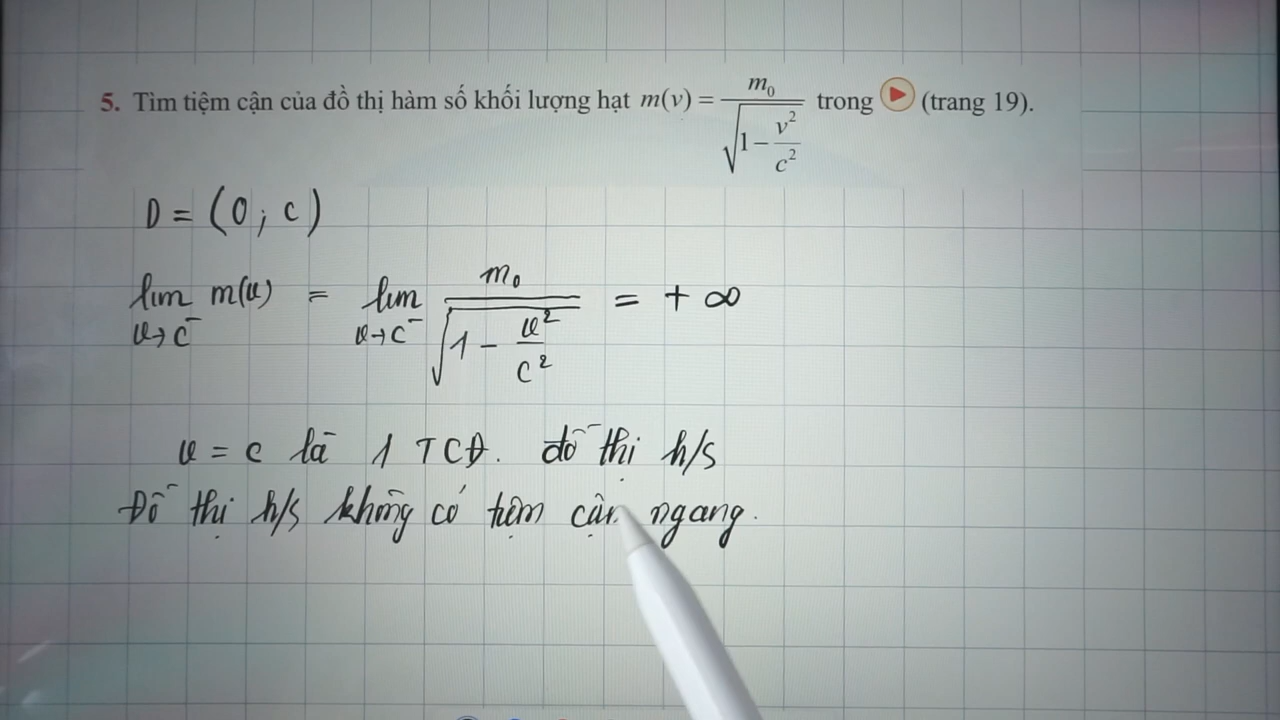 5. Tìm tiệm cận của đồ thị hàm số khối lượng hạt m(v) = m₀ / √(1 − v²/c²) trong (trang 19).
D = (0 ; c)
lim v→c⁻ m(v) = lim v→c⁻ m₀ / √(1 − v²/c²) = + ∞
v = c là 1 TCĐ. đồ thị h/s
Đồ thị h/s không có tiệm cận ngang.